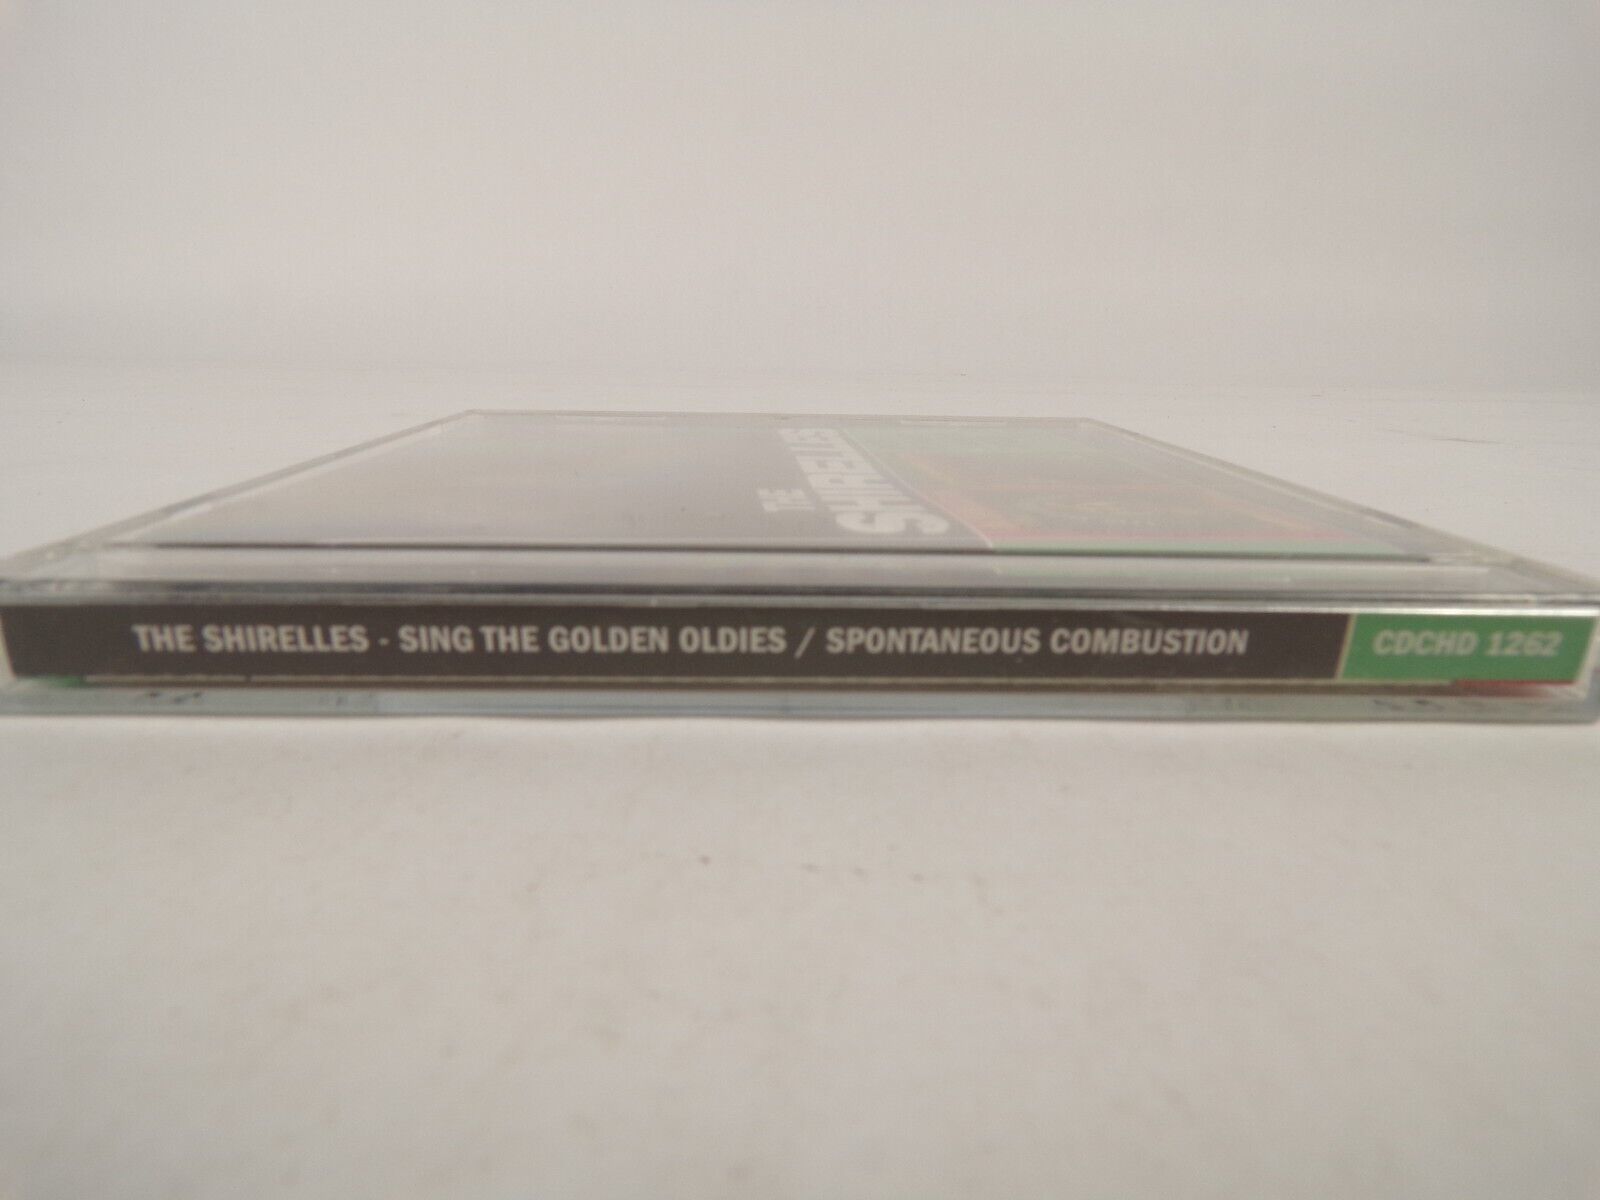 THE
SHIRELLES
THE SHIRELLES - SING THE GOLDEN OLDIES / SPONTANEOUS COMBUSTION
CDCHD 1262